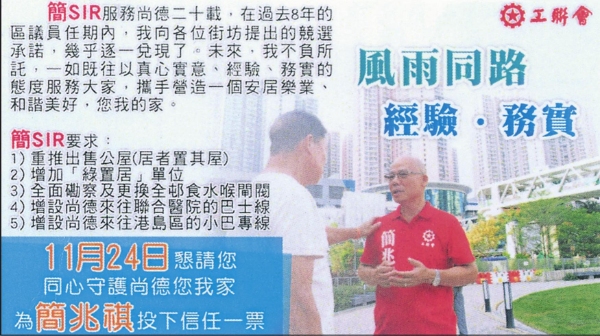 簡SIR服務尚德二十載，在過去8年的
區議員任期內，我向各位街坊提出的競選
承諾，幾乎逐一兌現了。未來，我不負所
託，一如既往以真心實意、經驗、務實的
態度服務大家，攜手營造一個安居樂業、
和諧美好，您我的家。
簡SIR要求：
1) 重推出售公屋(居者置其屋)
2) 增加「綠置居」單位
3) 全面磡察及更換全邨食水喉閘閥
4) 增設尚德來往聯合醫院的巴士線
5) 增設尚德來往港島區的小巴專線
11月24日懇請您
同心守護尚德您我家
為簡兆祺投下信任一票
工聯會
風雨同路
經驗・務實
簡兆